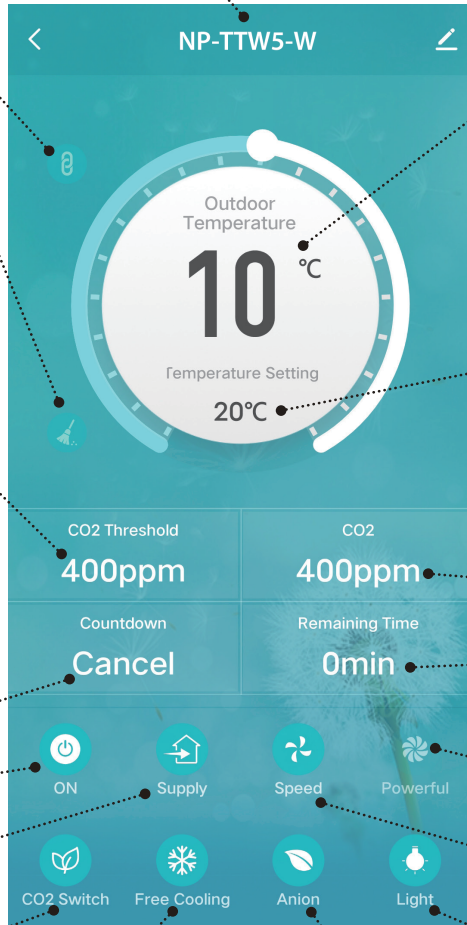 NP-TTW5-W
Outdoor
Temperature
10 °C
Temperature Setting
20°C
CO2 Threshold
400ppm
CO2
400ppm
Countdown
Cancel
Remaining Time
0min
ON
Supply
Speed
Powerful
CO2 Switch
Free Cooling
Anion
Light